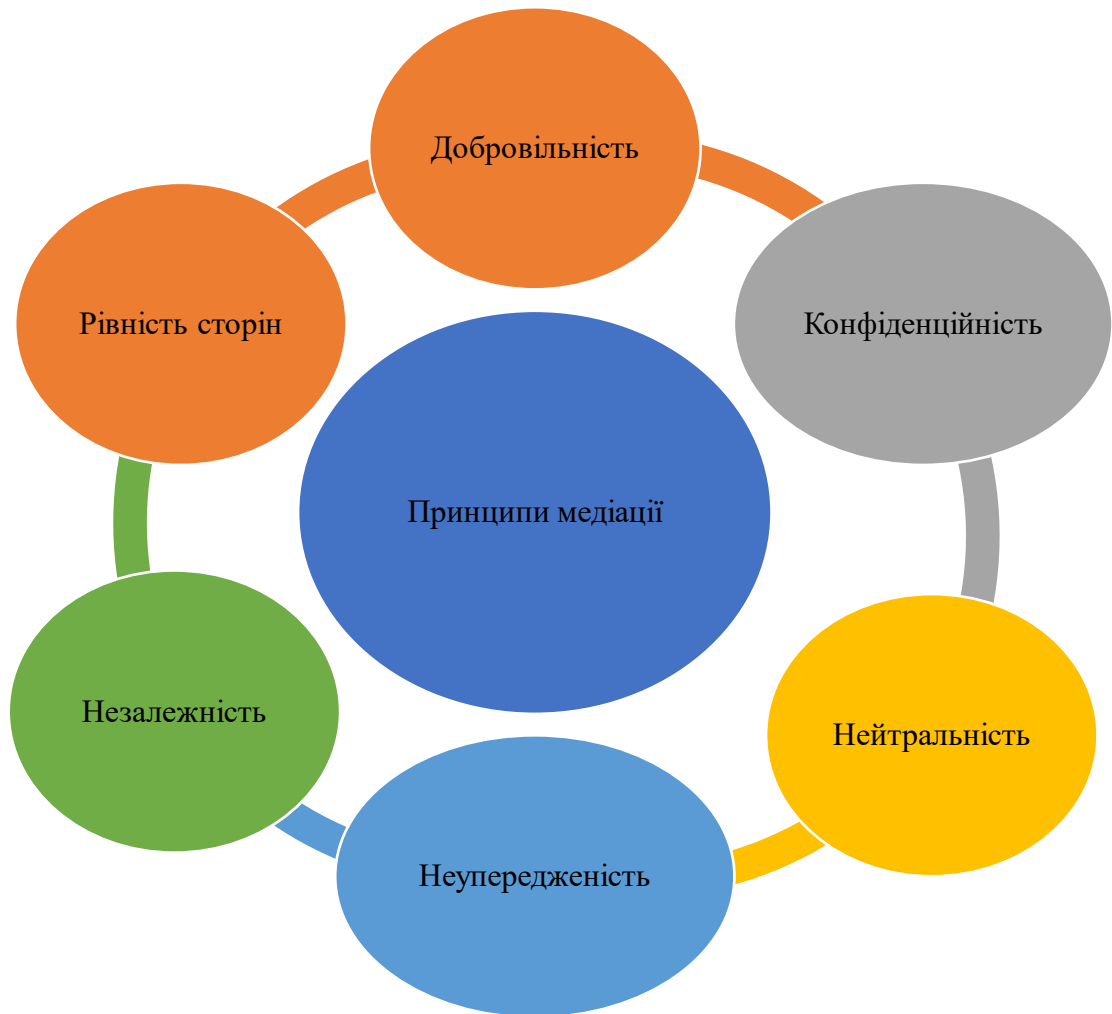 Добровільність
Рівність сторін
Конфіденційність
Принципи медіації
Незалежність
Нейтральність
Неупередженість